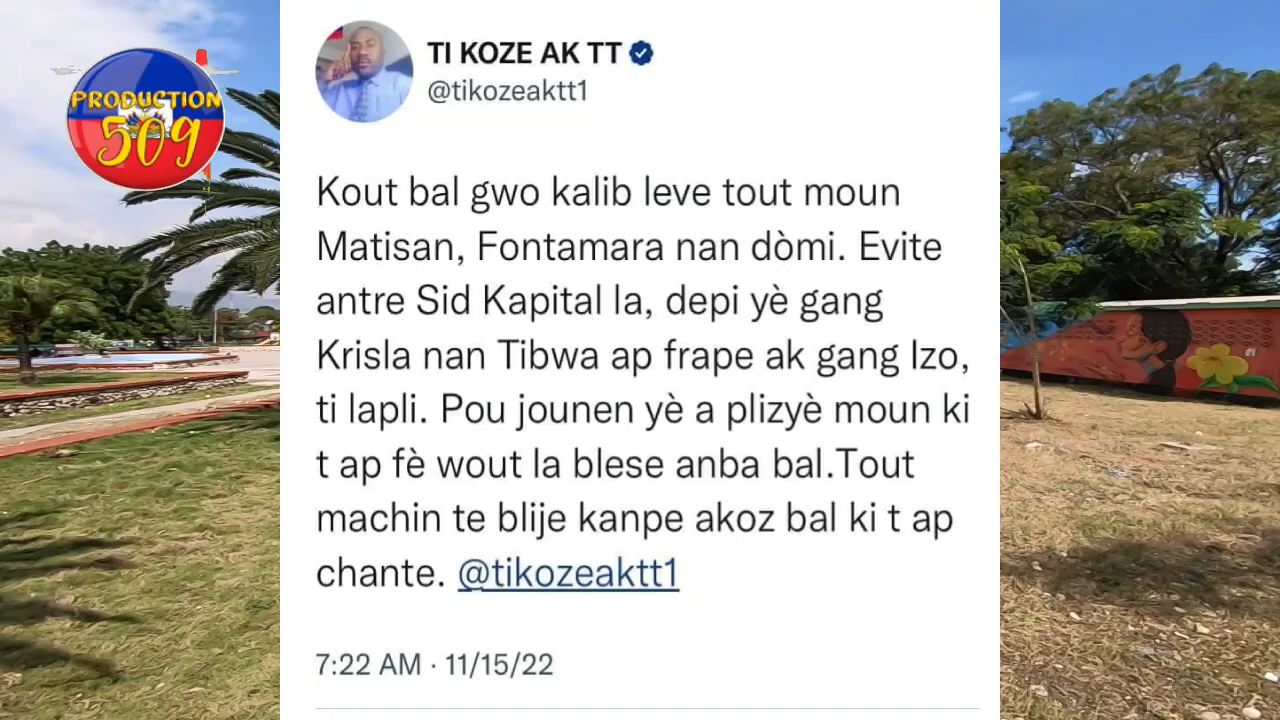 PRODUCTION
509
TI KOZE AK TT
@tikozeaktt1
Kout bal gwo kalib leve tout moun
Matisan, Fontamara nan dòmi. Evite
antre Sid Kapital la, depi yè gang
Krisla nan Tibwa ap frape ak gang Izo,
ti lapli. Pou jounen yè a plizyè moun ki
t ap fè wout la blese anba bal.Tout
machin te blije kanpe akoz bal ki t ap
chante. @tikozeaktt1
7:22 AM · 11/15/22